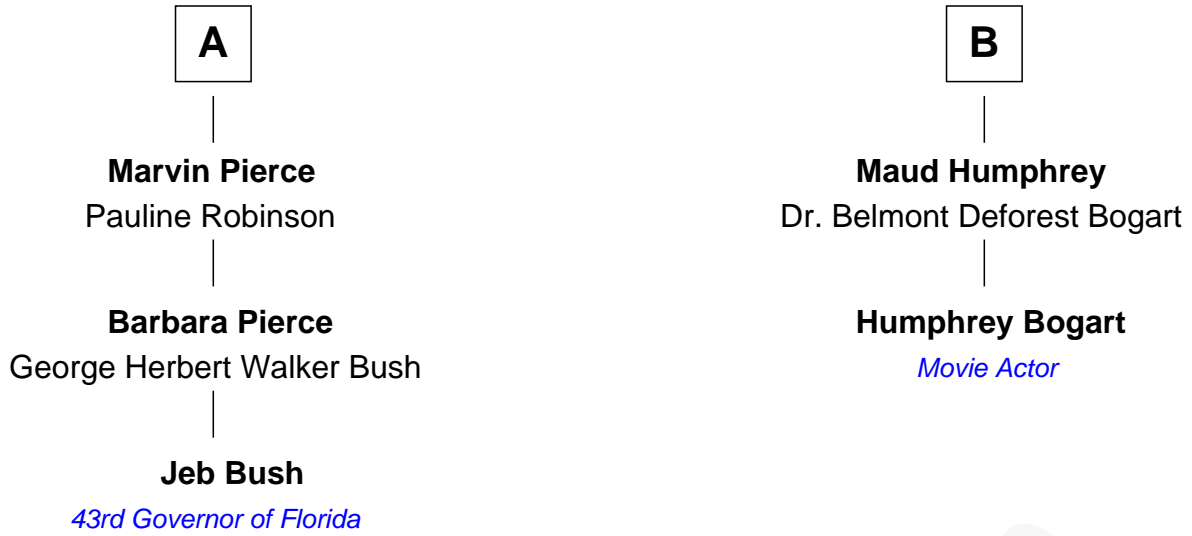 A
Marvin Pierce
Pauline Robinson
Barbara Pierce
George Herbert Walker Bush
Jeb Bush
43rd Governor of Florida
B
Maud Humphrey
Dr. Belmont Deforest Bogart
Humphrey Bogart
Movie Actor